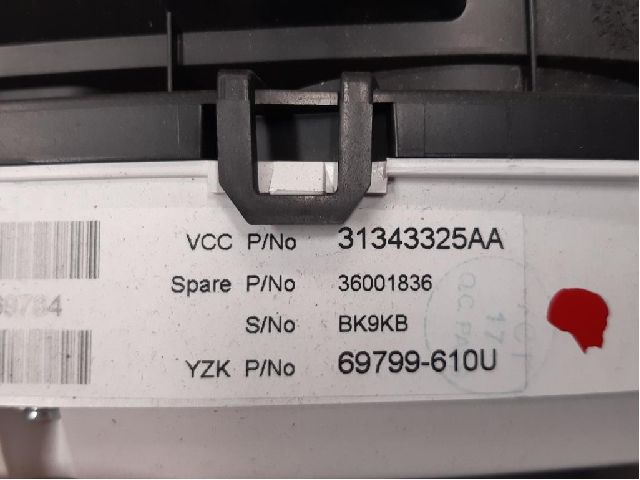 VCC P/No 31343325AA
Spare P/No 36001836
S/No BK9KB
YZK P/No 69799-610U